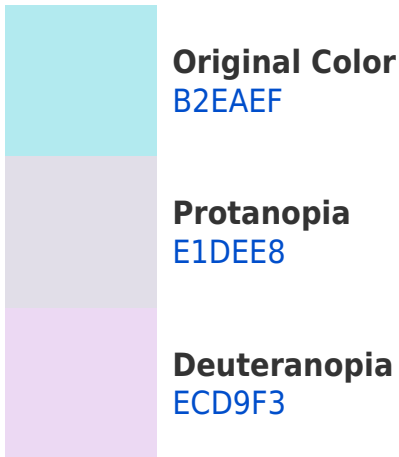 Original Color
B2EAEF
Protanopia
E1DEE8
Deuteranopia
ECD9F3